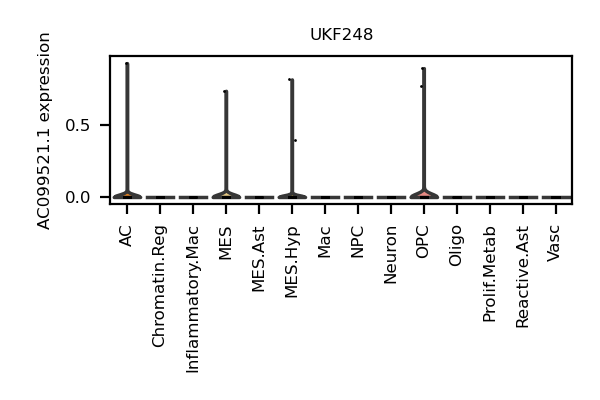 UKF248
AC099521.1 expression
0.5
0.0
AC
Chromatin.Reg
Inflammatory.Mac
MES
MES.Ast
MES.Hyp
Mac
NPC
Neuron
OPC
Oligo
Prolif.Metab
Reactive.Ast
Vasc